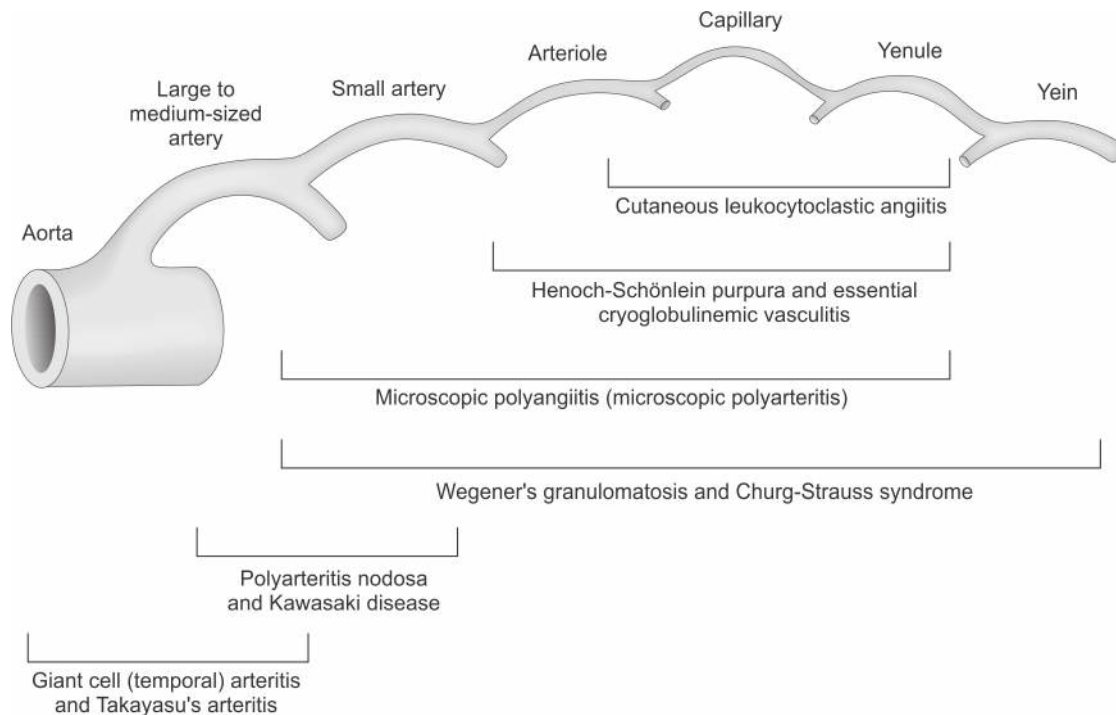 Capillary
Arteriole
Yenule
Large to
medium-sized
artery
Small artery
Yein
Cutaneous leukocytoclastic angiitis
Aorta
Henoch-Schönlein purpura and essential
cryoglobulinemic vasculitis
Microscopic polyangiitis (microscopic polyarteritis)
Wegener's granulomatosis and Churg-Strauss syndrome
Polyarteritis nodosa
and Kawasaki disease
Giant cell (temporal) arteritis
and Takayasu's arteritis